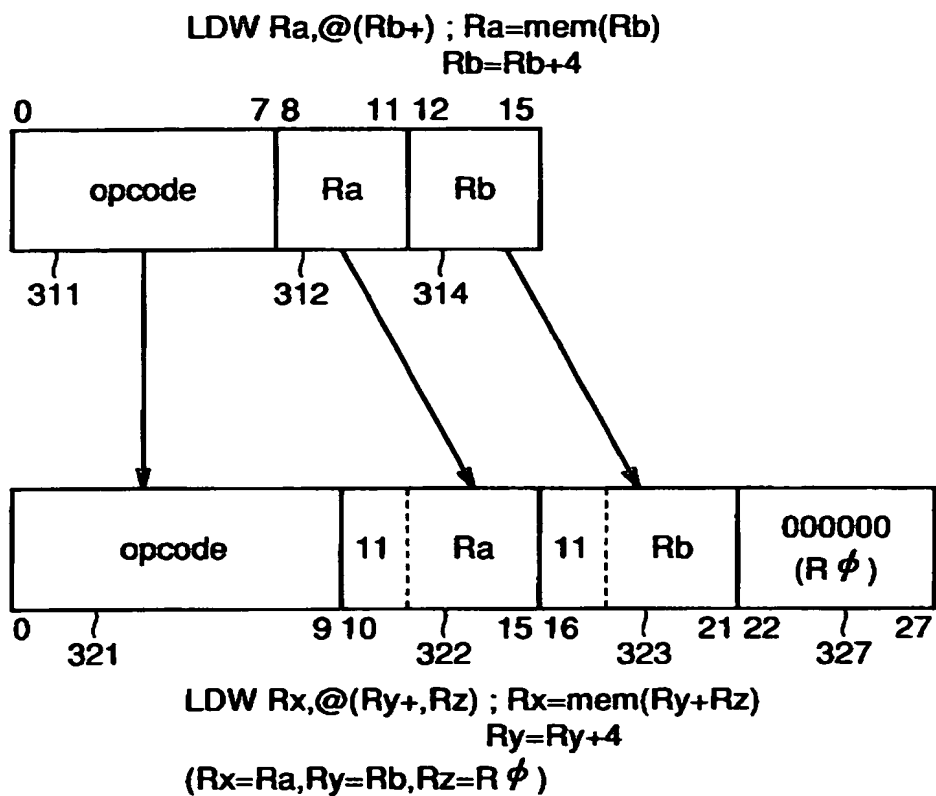 LDW Ra,@(Rb+) ; Ra=mem(Rb)
Rb=Rb+4
0 7 8 11 12 15
opcode Ra Rb
311 312 314
opcode 11 Ra 11 Rb 000000
(R ϕ )
0 9 10 15 16 21 22 27
321 322 323 327
LDW Rx,@(Ry+,Rz) ; Rx=mem(Ry+Rz)
Ry=Ry+4
(Rx=Ra,Ry=Rb,Rz=R ϕ )